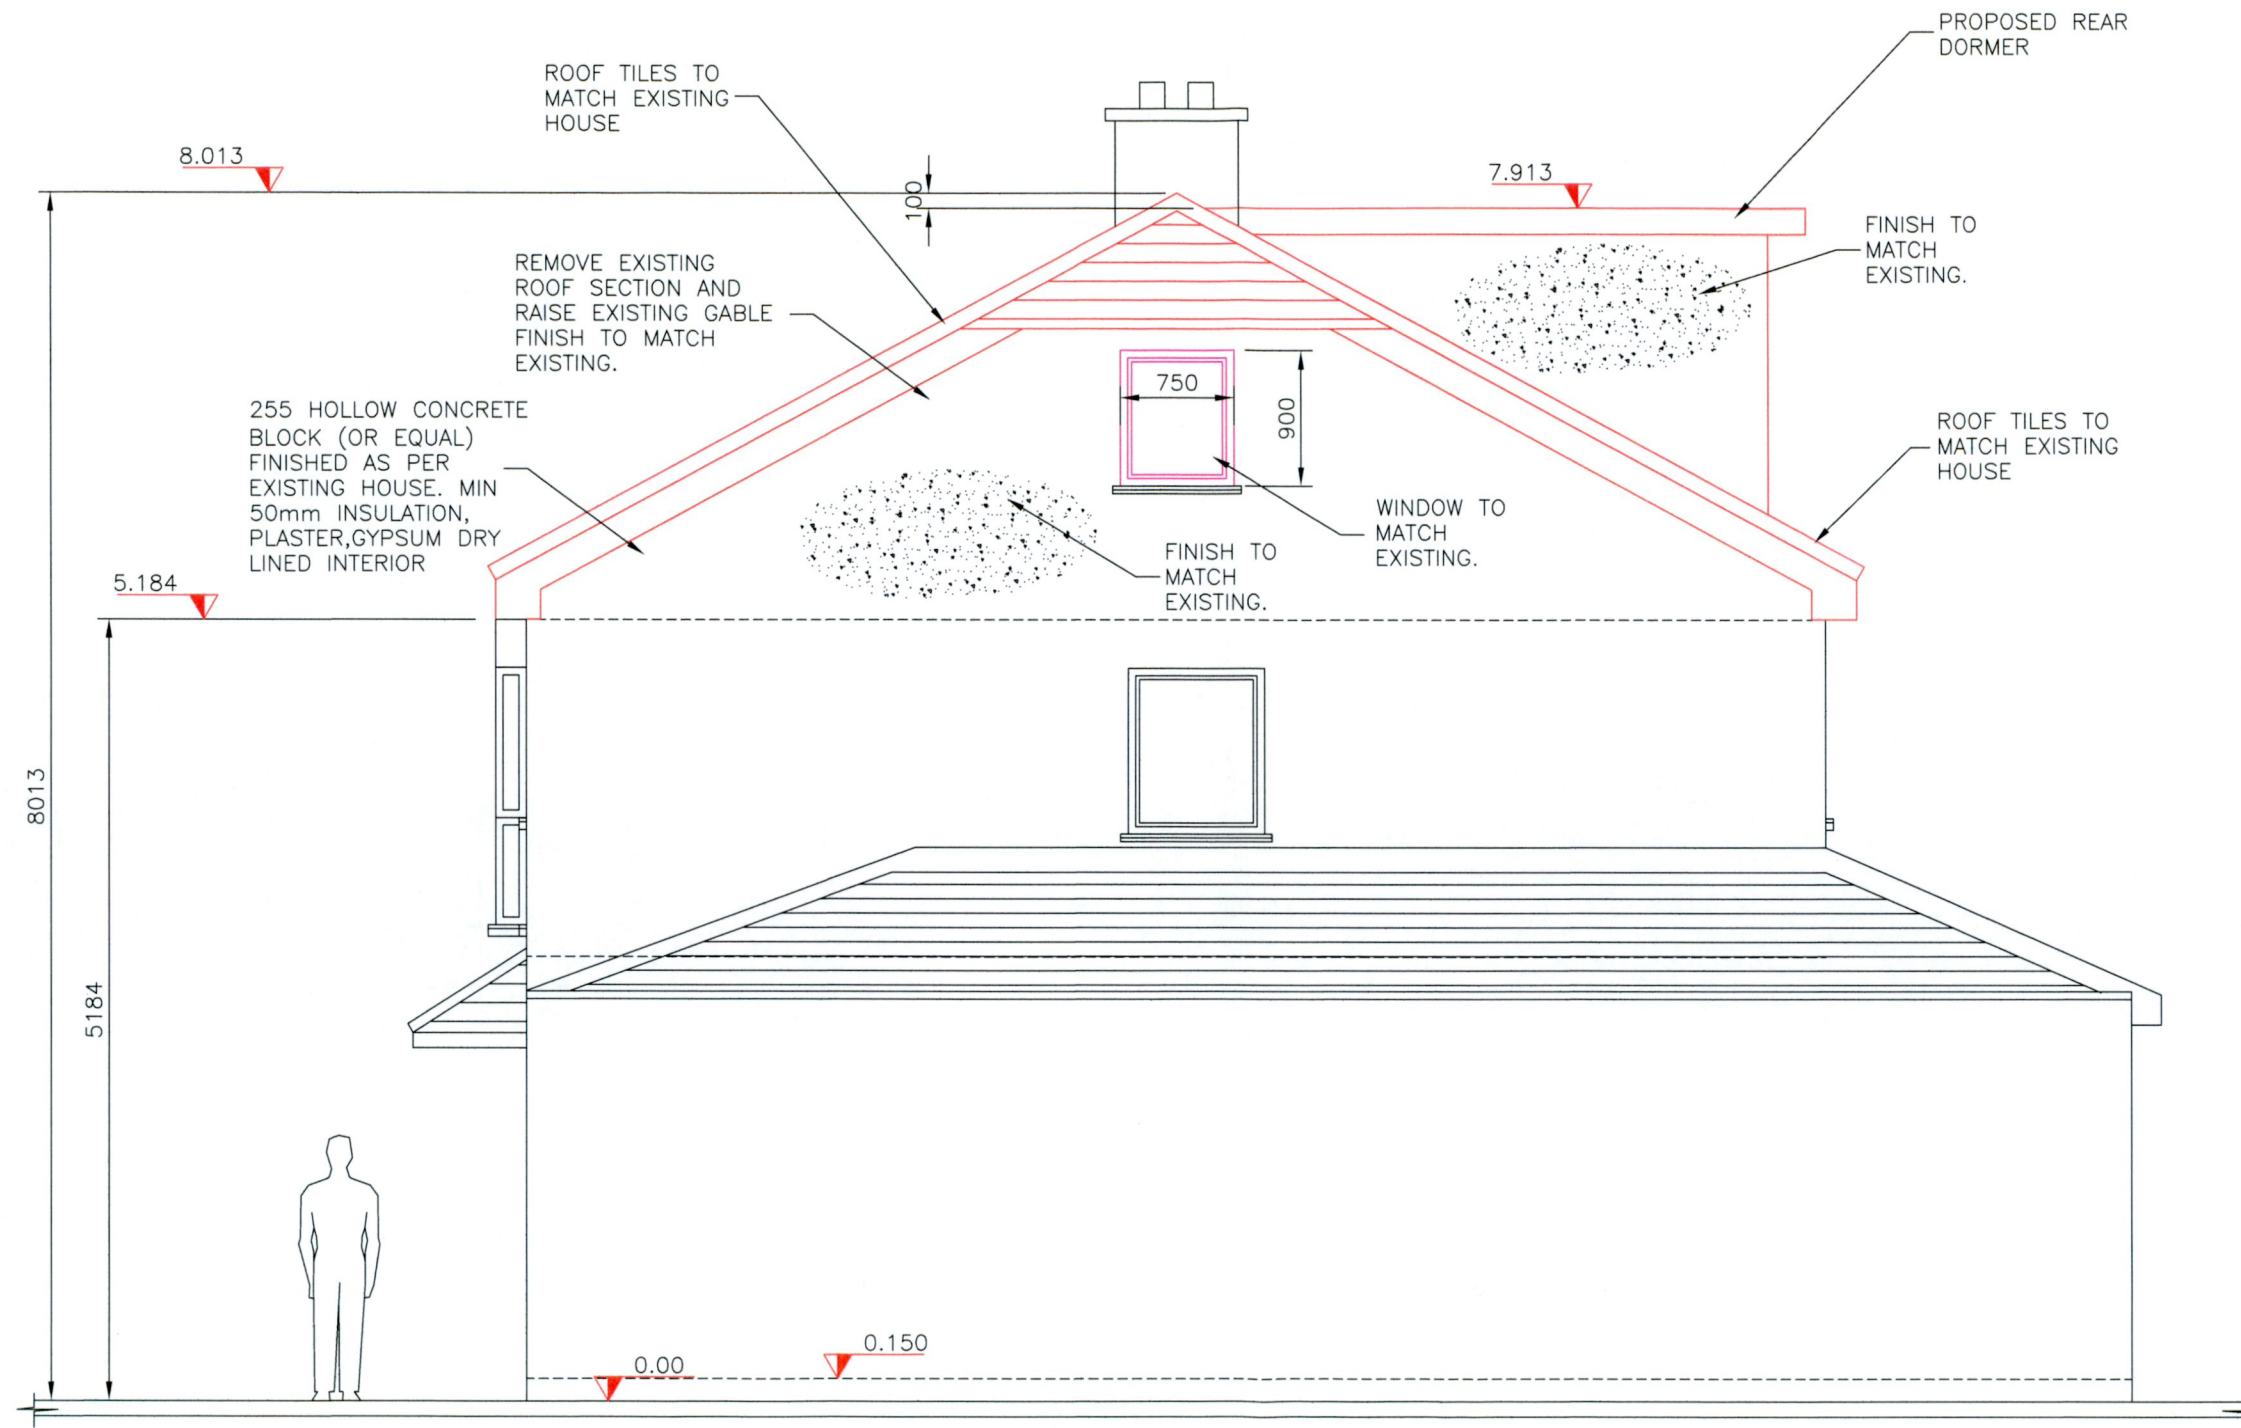 PROPOSED REAR
DORMER
ROOF TILES TO
MATCH EXISTING
HOUSE
8.013
7.913
100
FINISH TO
MATCH
EXISTING.
REMOVE EXISTING
ROOF SECTION AND
RAISE EXISTING GABLE
FINISH TO MATCH
EXISTING.
750
900
255 HOLLOW CONCRETE
BLOCK (OR EQUAL)
FINISHED AS PER
EXISTING HOUSE. MIN
50mm INSULATION,
PLASTER,GYPSUM DRY
LINED INTERIOR
ROOF TILES TO
MATCH EXISTING
HOUSE
WINDOW TO
MATCH
EXISTING.
FINISH TO
MATCH
EXISTING.
5.184
8013
5184
0.150
0.00